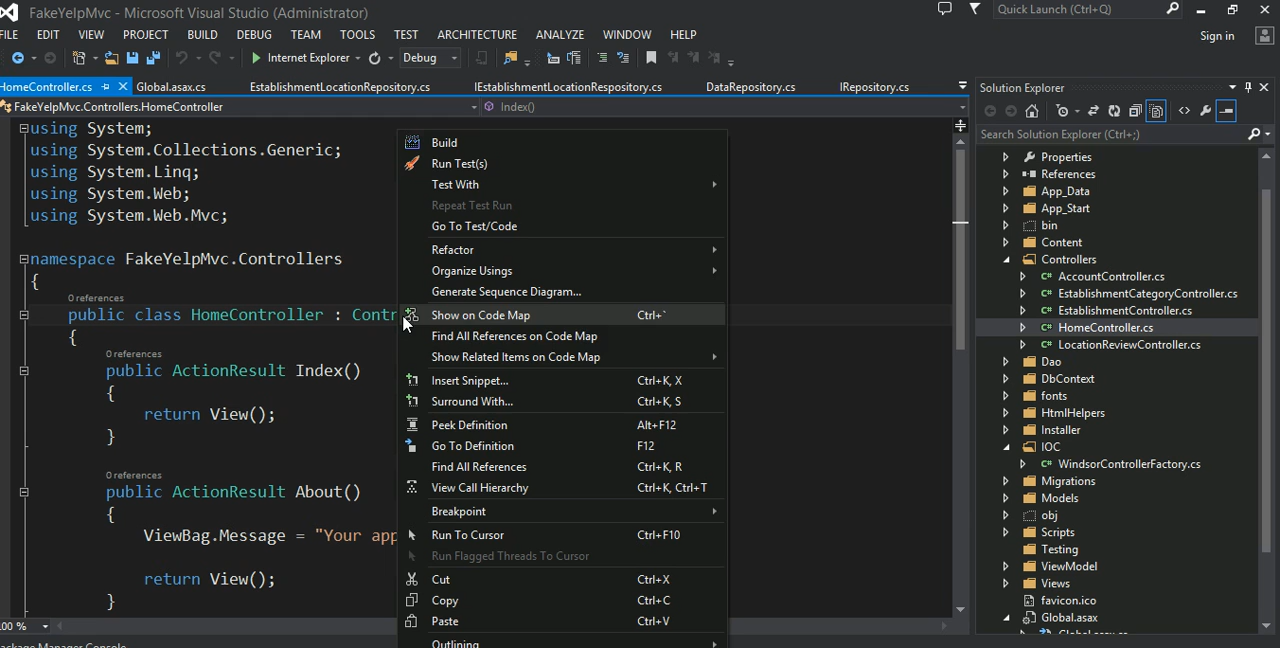 FakeYelpMvc - Microsoft Visual Studio (Administrator)
Quick Launch (Ctrl+Q)
FILE EDIT VIEW PROJECT BUILD DEBUG TEAM TOOLS TEST ARCHITECTURE ANALYZE WINDOW HELP
Sign in
Internet Explorer Debug
HomeController.cs Global.asax.cs EstablishmentLocationRepository.cs IEstablishmentLocationRespository.cs DataRepository.cs IRepository.cs
FakeYelpMvc.Controllers.HomeController Index()
using System;
using System.Collections.Generic;
using System.Linq;
using System.Web;
using System.Web.Mvc;
namespace FakeYelpMvc.Controllers
{
0 references
public class HomeController : Contr
{
0 references
public ActionResult Index()
{
return View();
}
0 references
public ActionResult About()
{
ViewBag.Message = "Your app
return View();
}
00 %
Package Manager Console
Build
Run Test(s)
Test With
Repeat Test Run
Go To Test/Code
Refactor
Organize Usings
Generate Sequence Diagram...
Show on Code Map Ctrl+`
Find All References on Code Map
Show Related Items on Code Map
Insert Snippet... Ctrl+K, X
Surround With... Ctrl+K, S
Peek Definition Alt+F12
Go To Definition F12
Find All References Ctrl+K, R
View Call Hierarchy Ctrl+K, Ctrl+T
Breakpoint
Run To Cursor Ctrl+F10
Run Flagged Threads To Cursor
Cut Ctrl+X
Copy Ctrl+C
Paste Ctrl+V
Outlining
Solution Explorer
Search Solution Explorer (Ctrl+;)
Properties
References
App_Data
App_Start
bin
Content
Controllers
C# AccountController.cs
C# EstablishmentCategoryController.cs
C# EstablishmentController.cs
C# HomeController.cs
C# LocationReviewController.cs
Dao
DbContext
fonts
HtmlHelpers
Installer
IOC
C# WindsorControllerFactory.cs
Migrations
Models
obj
Scripts
Testing
ViewModel
Views
favicon.ico
Global.asax
Global.asax.cs